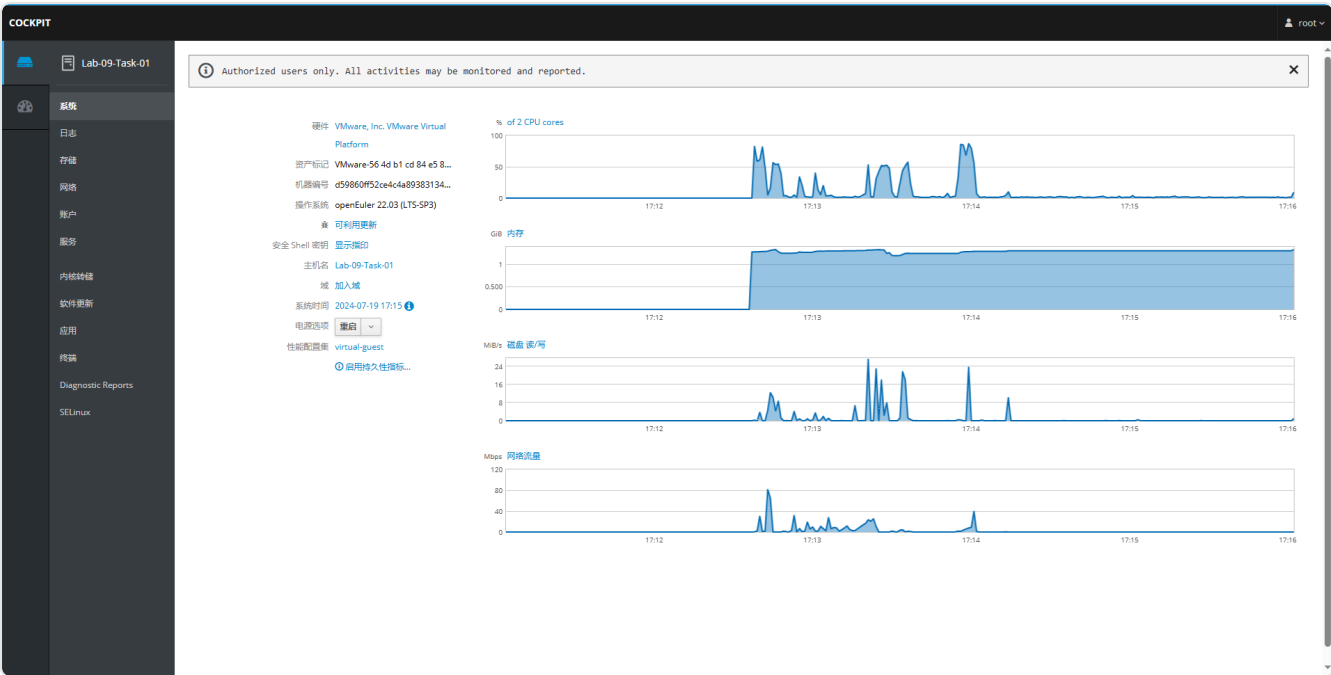 COCKPIT
root
Lab-09-Task-01
Authorized users only. All activities may be monitored and reported.
系统
日志
存储
网络
账户
服务
内核转储
软件更新
应用
终端
Diagnostic Reports
SELinux
硬件 VMware, Inc. VMware Virtual
Platform
资产标记 VMware-56 4d b1 cd 84 e5 8...
机器编号 d59860ff52ce4c4a89383134...
操作系统 openEuler 22.03 (LTS-SP3)
可利用更新
安全 Shell 密钥 显示指印
主机名 Lab-09-Task-01
域 加入域
系统时间 2024-07-19 17:15
电源选项 重启
性能配置集 virtual-guest
启用持久性指标...
% of 2 CPU cores
100
50
0
17:12 17:13 17:14 17:15 17:16
GiB 内存
1
0.500
0
17:12 17:13 17:14 17:15 17:16
MiB/s 磁盘 读/写
24
16
8
0
17:12 17:13 17:14 17:15 17:16
Mbps 网络流量
120
80
40
0
17:12 17:13 17:14 17:15 17:16